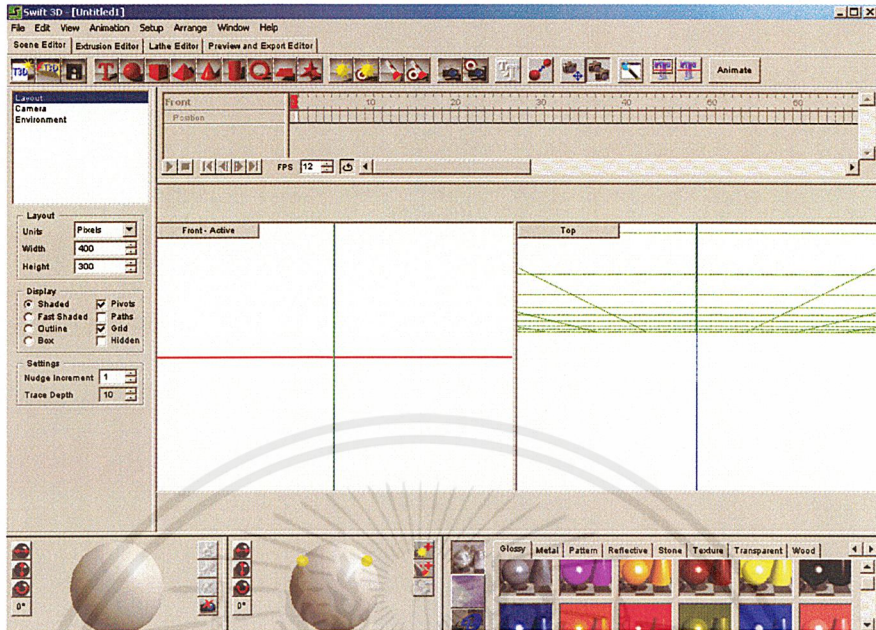 Swift 3D - [Untitled1]
File Edit View Animation Setup Arrange Window Help
Scene Editor Extrusion Editor Lathe Editor Preview and Export Editor
Animate
Layout
Camera
Environment
Front 10 20 30 40 50 60
Position
FPS 12
Layout
Units Pixels
Width 400
Height 300
Display
Shaded Pivots
Fast Shaded Paths
Outline Grid
Box Hidden
Settings
Nudge Increment 1
Trace Depth 10
Front - Active
Top
0°
0°
Glossy Metal Pattern Reflective Stone Texture Transparent Wood